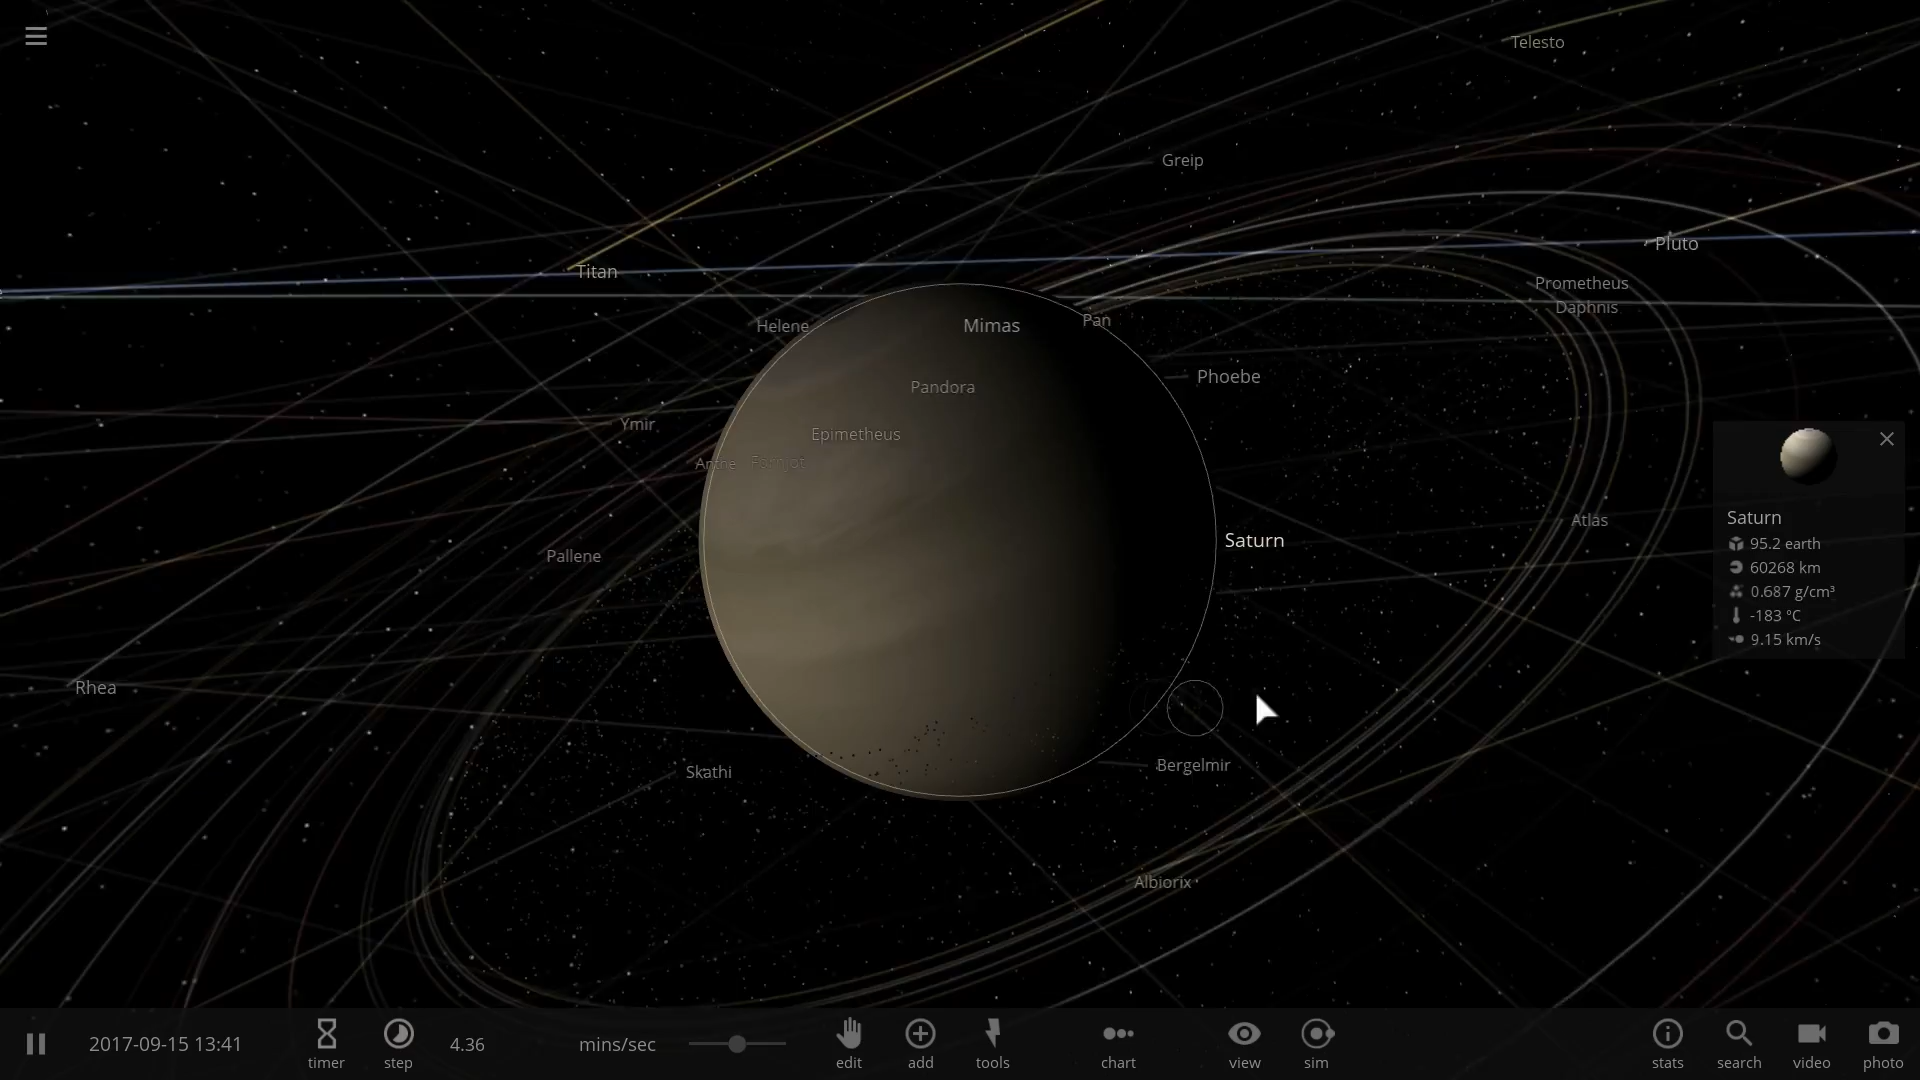 Telesto
Greip
Pluto
Titan
Prometheus
Daphnis
Helene
Mimas
Pan
Phoebe
Pandora
Ymir
Epimetheus
Anthe
Saturn
Atlas
Pallene
Saturn
95.2 earth
60268 km
0.687 g/cm³
-183 °C
9.15 km/s
Rhea
Skathi
Bergelmir
Albiorix
2017-09-15 13:41
timer
step
4.36
mins/sec
edit
add
tools
chart
view
sim
stats
search
video
photo